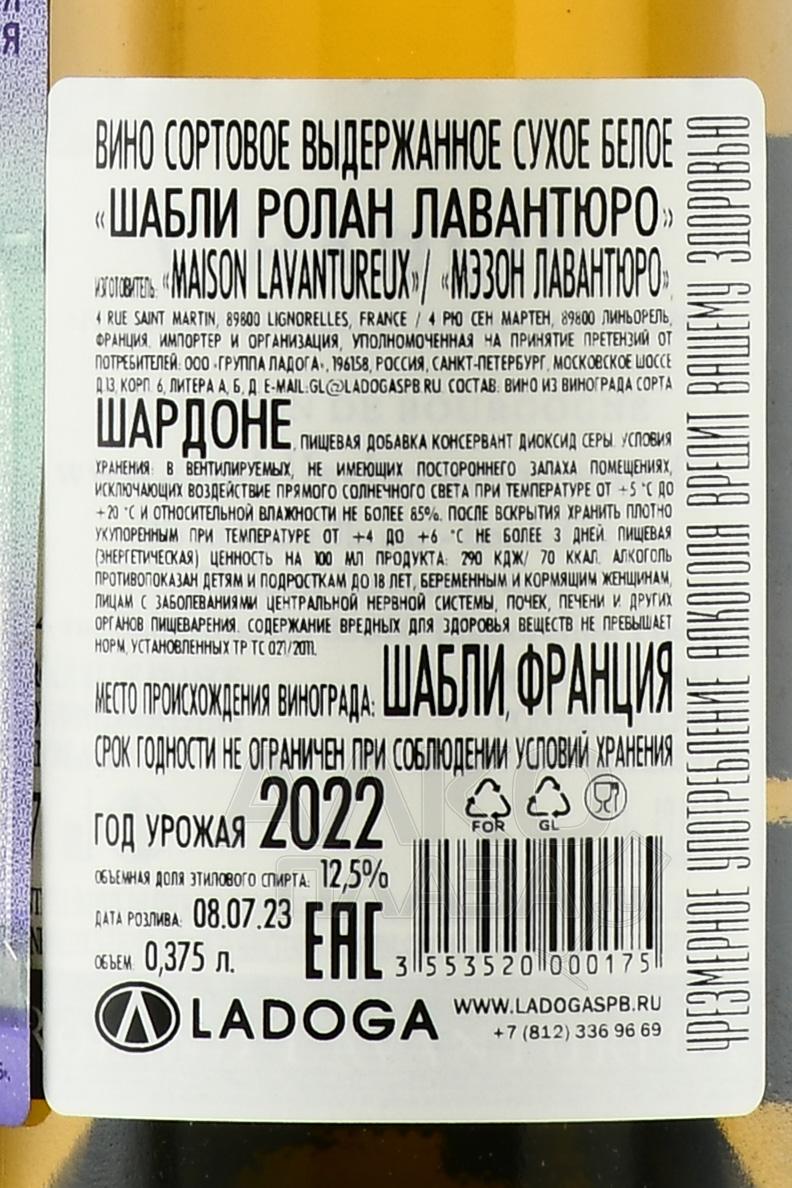 ВИНО СОРТОВОЕ ВЫДЕРЖАННОЕ СУХОЕ БЕЛОЕ
«ШАБЛИ РОЛАН ЛАВАНТЮРО»
ИЗГОТОВИТЕЛЬ: «MAISON LAVANTUREUX»/ «МЭЗОН ЛАВАНТЮРО»,
4 RUE SAINT MARTIN, 89800 LIGNORELLES, FRANCE / 4 РЮ СЕН МАРТЕН, 89800 ЛИНЬОРЕЛЬ,
ФРАНЦИЯ. ИМПОРТЕР И ОРГАНИЗАЦИЯ, УПОЛНОМОЧЕННАЯ НА ПРИНЯТИЕ ПРЕТЕНЗИЙ ОТ
ПОТРЕБИТЕЛЕЙ: ООО «ГРУППА ЛАДОГА», 196158, РОССИЯ, САНКТ-ПЕТЕРБУРГ, МОСКОВСКОЕ ШОССЕ
Д.13, КОРП. 6, ЛИТЕРА А, Б, Д. E-MAIL:GL@LADOGASPB.RU. СОСТАВ: ВИНО ИЗ ВИНОГРАДА СОРТА
ШАРДОНЕ, ПИЩЕВАЯ ДОБАВКА КОНСЕРВАНТ ДИОКСИД СЕРЫ. УСЛОВИЯ
ХРАНЕНИЯ: В ВЕНТИЛИРУЕМЫХ, НЕ ИМЕЮЩИХ ПОСТОРОННЕГО ЗАПАХА ПОМЕЩЕНИЯХ,
ИСКЛЮЧАЮЩИХ ВОЗДЕЙСТВИЕ ПРЯМОГО СОЛНЕЧНОГО СВЕТА ПРИ ТЕМПЕРАТУРЕ ОТ +5 °С ДО
+20 °С И ОТНОСИТЕЛЬНОЙ ВЛАЖНОСТИ НЕ БОЛЕЕ 85%. ПОСЛЕ ВСКРЫТИЯ ХРАНИТЬ ПЛОТНО
УКУПОРЕННЫМ ПРИ ТЕМПЕРАТУРЕ ОТ +4 ДО +6 °С НЕ БОЛЕЕ 3 ДНЕЙ. ПИЩЕВАЯ
(ЭНЕРГЕТИЧЕСКАЯ) ЦЕННОСТЬ НА 100 МЛ ПРОДУКТА: 290 КДЖ/ 70 ККАЛ. АЛКОГОЛЬ
ПРОТИВОПОКАЗАН ДЕТЯМ И ПОДРОСТКАМ ДО 18 ЛЕТ, БЕРЕМЕННЫМ И КОРМЯЩИМ ЖЕНЩИНАМ,
ЛИЦАМ С ЗАБОЛЕВАНИЯМИ ЦЕНТРАЛЬНОЙ НЕРВНОЙ СИСТЕМЫ, ПОЧЕК, ПЕЧЕНИ И ДРУГИХ
ОРГАНОВ ПИЩЕВАРЕНИЯ. СОДЕРЖАНИЕ ВРЕДНЫХ ДЛЯ ЗДОРОВЬЯ ВЕЩЕСТВ НЕ ПРЕВЫШАЕТ
НОРМ, УСТАНОВЛЕННЫХ ТР ТС 021/2011.
МЕСТО ПРОИСХОЖДЕНИЯ ВИНОГРАДА: ШАБЛИ, ФРАНЦИЯ
СРОК ГОДНОСТИ НЕ ОГРАНИЧЕН ПРИ СОБЛЮДЕНИИ УСЛОВИЙ ХРАНЕНИЯ
ГОД УРОЖАЯ 2022
FOR GL
ОБЪЕМНАЯ ДОЛЯ ЭТИЛОВОГО СПИРТА: 12,5%
ДАТА РОЗЛИВА: 08.07.23
ОБЪЕМ: 0,375 л.
EAC
3 553520 000175
LADOGA
WWW.LADOGASPB.RU
+7 (812) 336 96 69
ЧРЕЗМЕРНОЕ УПОТРЕБЛЕНИЕ АЛКОГОЛЯ ВРЕДИТ ВАШЕМУ ЗДОРОВЬЮ